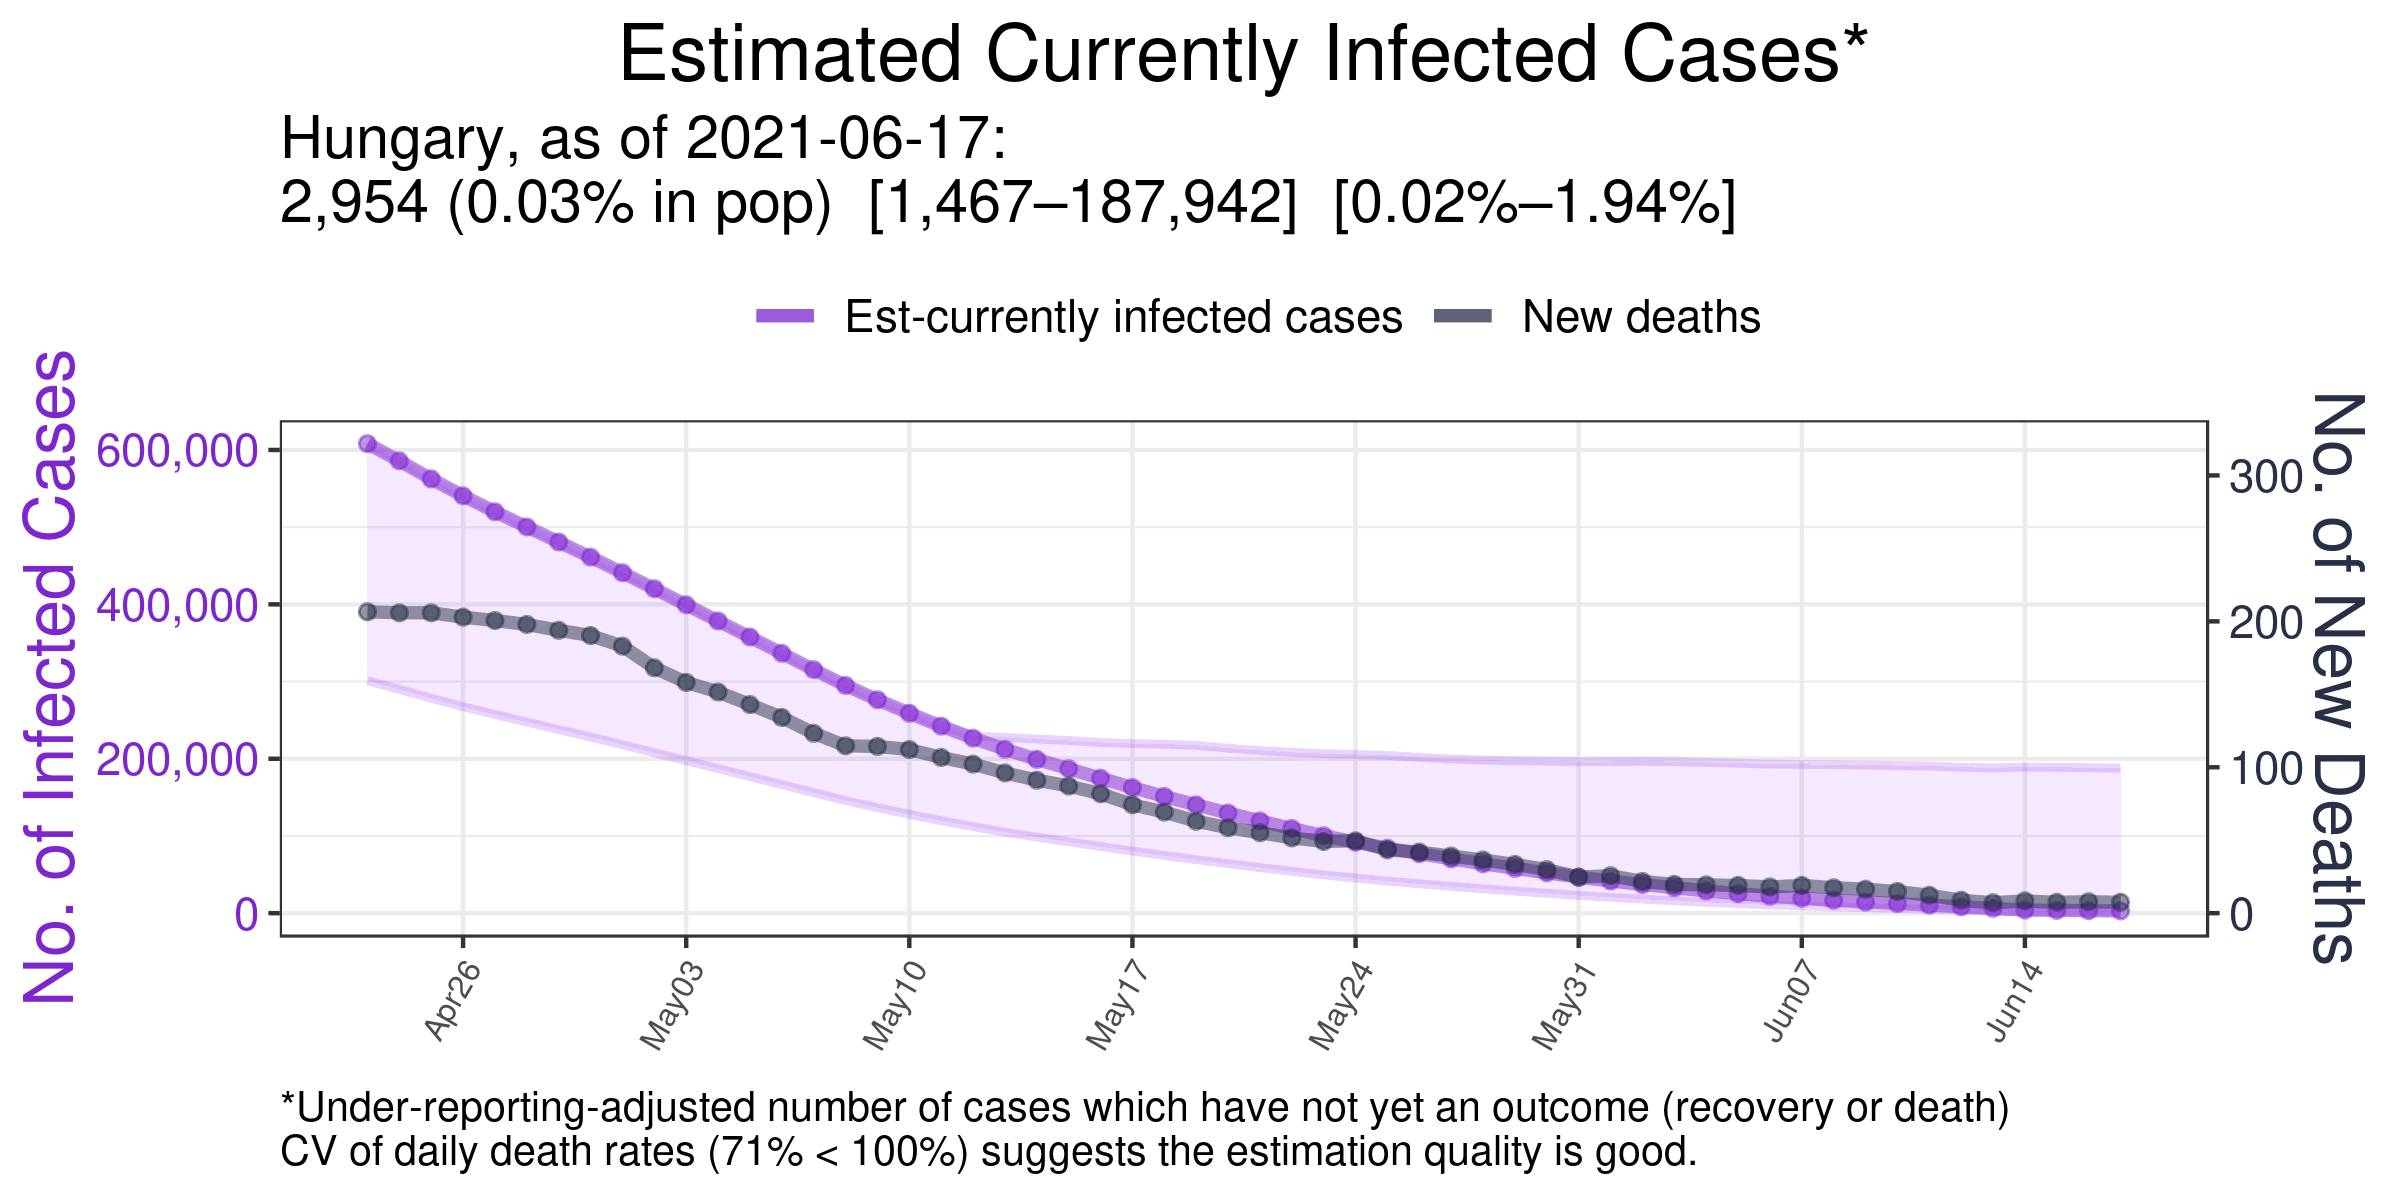 Estimated Currently Infected Cases*
Hungary, as of 2021-06-17:
2,954 (0.03% in pop)  [1,467–187,942]  [0.02%–1.94%]
Est-currently infected cases
New deaths
No. of Infected Cases
600,000
400,000
200,000
0
300
200
100
0
No. of New Deaths
Apr26
May03
May10
May17
May24
May31
Jun07
Jun14
*Under-reporting-adjusted number of cases which have not yet an outcome (recovery or death)
CV of daily death rates (71% < 100%) suggests the estimation quality is good.